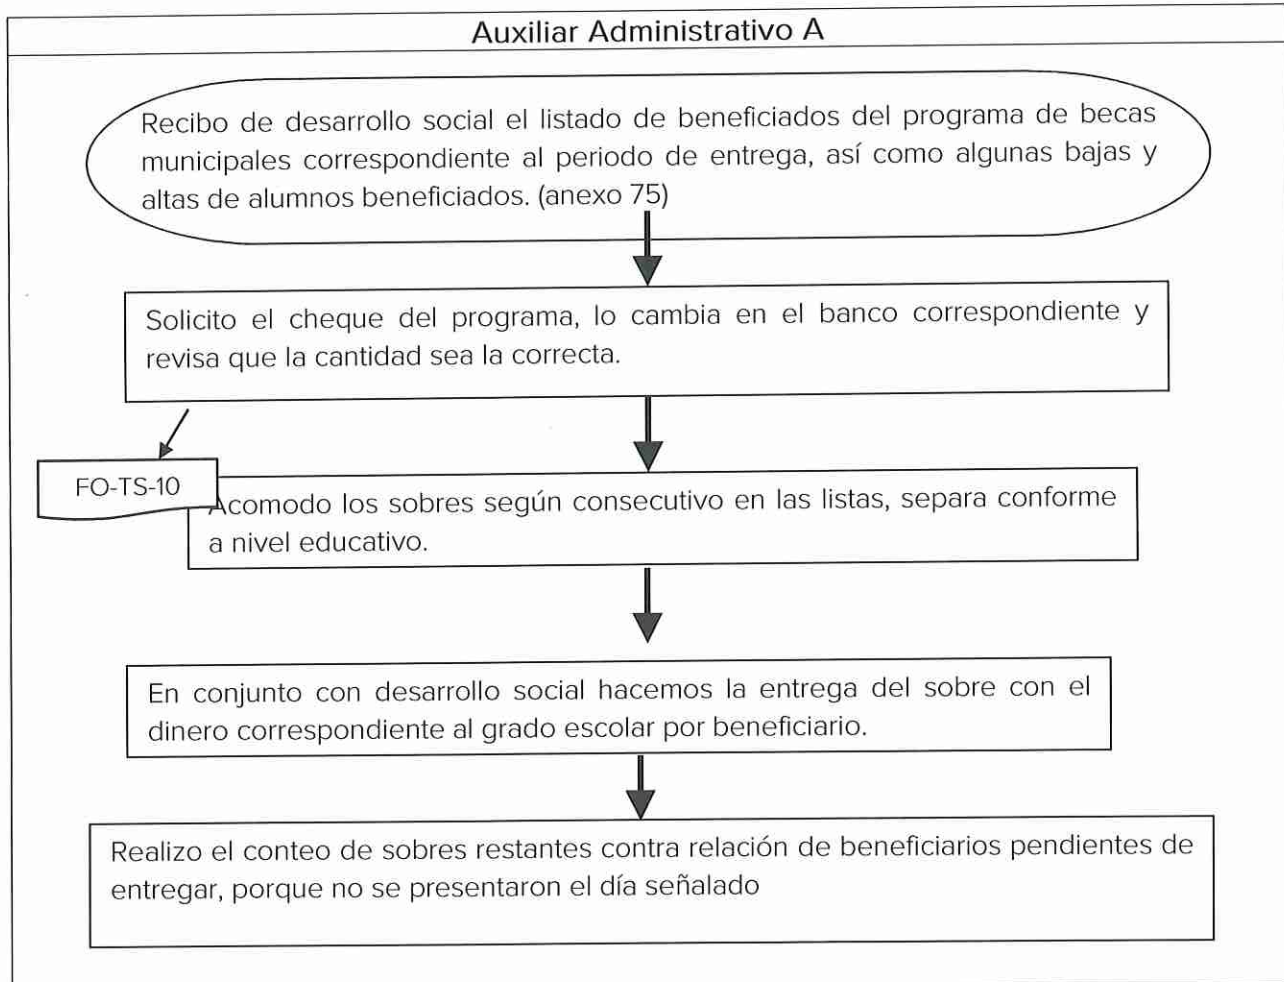 Auxiliar Administrativo A
Recibo de desarrollo social el listado de beneficiados del programa de becas
municipales correspondiente al periodo de entrega, así como algunas bajas y
altas de alumnos beneficiados. (anexo 75)
Solicito el cheque del programa, lo cambia en el banco correspondiente y
revisa que la cantidad sea la correcta.
FO-TS-10
Acomodo los sobres según consecutivo en las listas, separa conforme
a nivel educativo.
En conjunto con desarrollo social hacemos la entrega del sobre con el
dinero correspondiente al grado escolar por beneficiario.
Realizo el conteo de sobres restantes contra relación de beneficiarios pendientes de
entregar, porque no se presentaron el día señalado